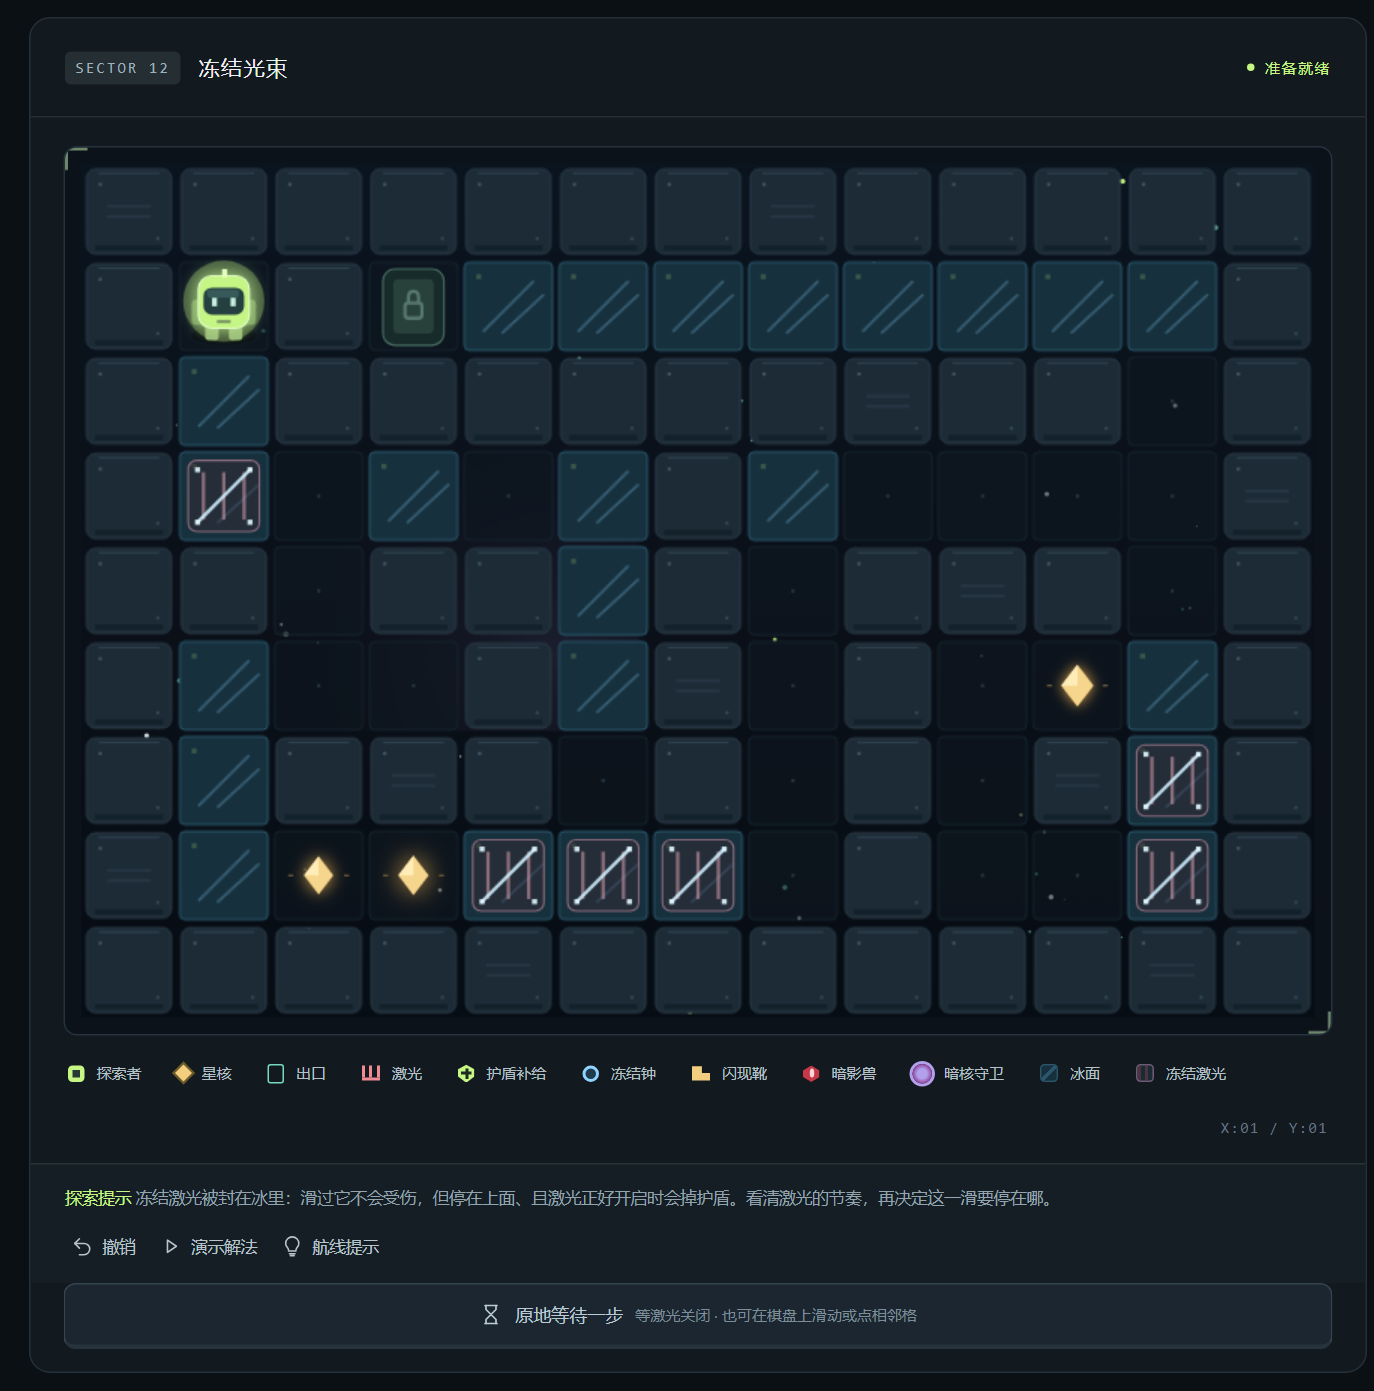 SECTOR 12 冻结光束
准备就绪
探索者 星核 出口 激光 护盾补给 冻结钟 闪现靴 暗影兽 暗核守卫 冰面 冻结激光
X:01 / Y:01
探索提示 冻结激光被封在冰里：滑过它不会受伤，但停在上面、且激光正好开启时会掉护盾。看清激光的节奏，再决定这一滑要停在哪。
撤销 演示解法 航线提示
原地等待一步 等激光关闭 · 也可在棋盘上滑动或点相邻格